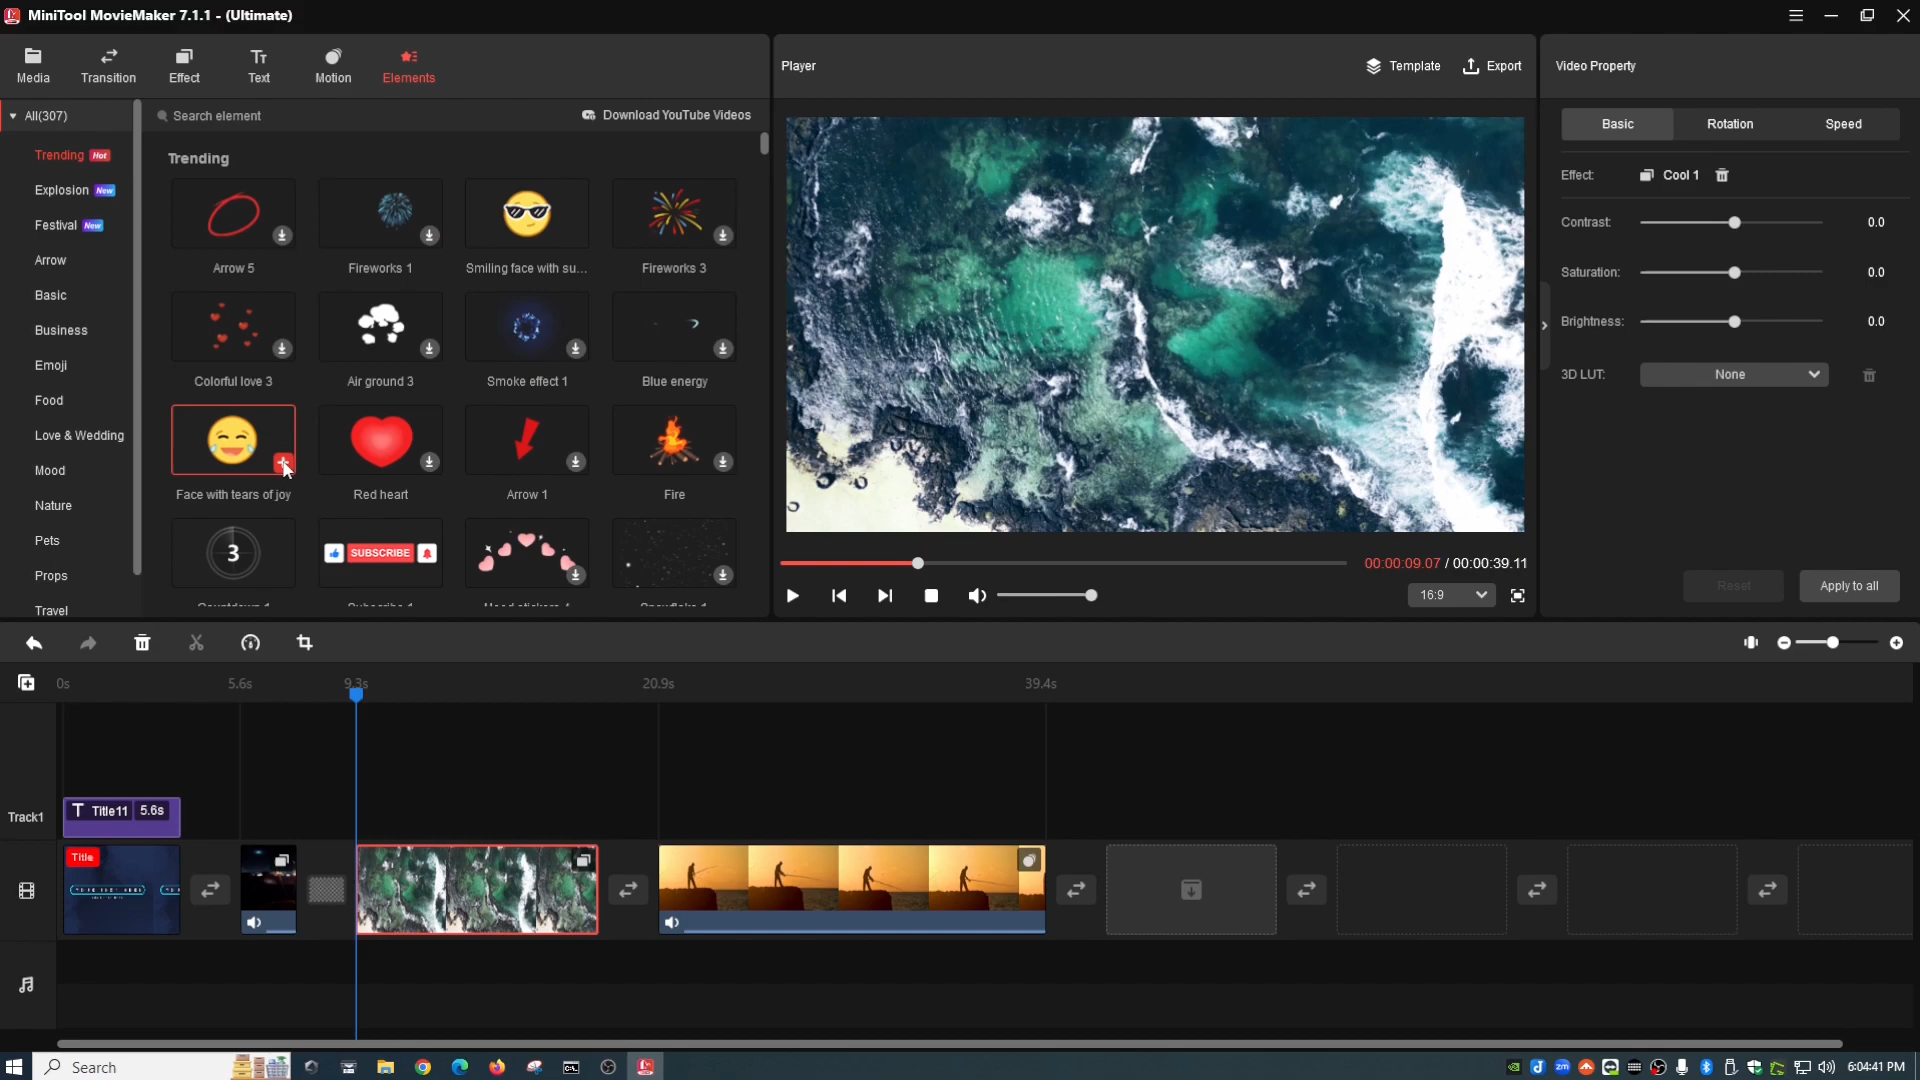 MiniTool MovieMaker 7.1.1 - (Ultimate)
Media
Transition
Effect
Text
Motion
Elements
Player
Template
Export
Video Property
All(307)
Search element
Download YouTube Videos
Basic
Rotation
Speed
Trending Hot
Explosion New
Festival New
Arrow
Basic
Business
Emoji
Food
Love & Wedding
Mood
Nature
Pets
Props
Travel
Trending
Arrow 5
Fireworks 1
Smiling face with su...
Fireworks 3
Colorful love 3
Air ground 3
Smoke effect 1
Blue energy
Face with tears of joy
Red heart
Arrow 1
Fire
3
SUBSCRIBE
Effect:
Cool 1
Contrast:
0.0
Saturation:
0.0
Brightness:
0.0
3D LUT:
None
Reset
Apply to all
00:00:09.07 / 00:00:39.11
16:9
0s
5.6s
9.3s
20.9s
39.4s
Track1
Title11
5.6s
Title
Search
6:04:41 PM